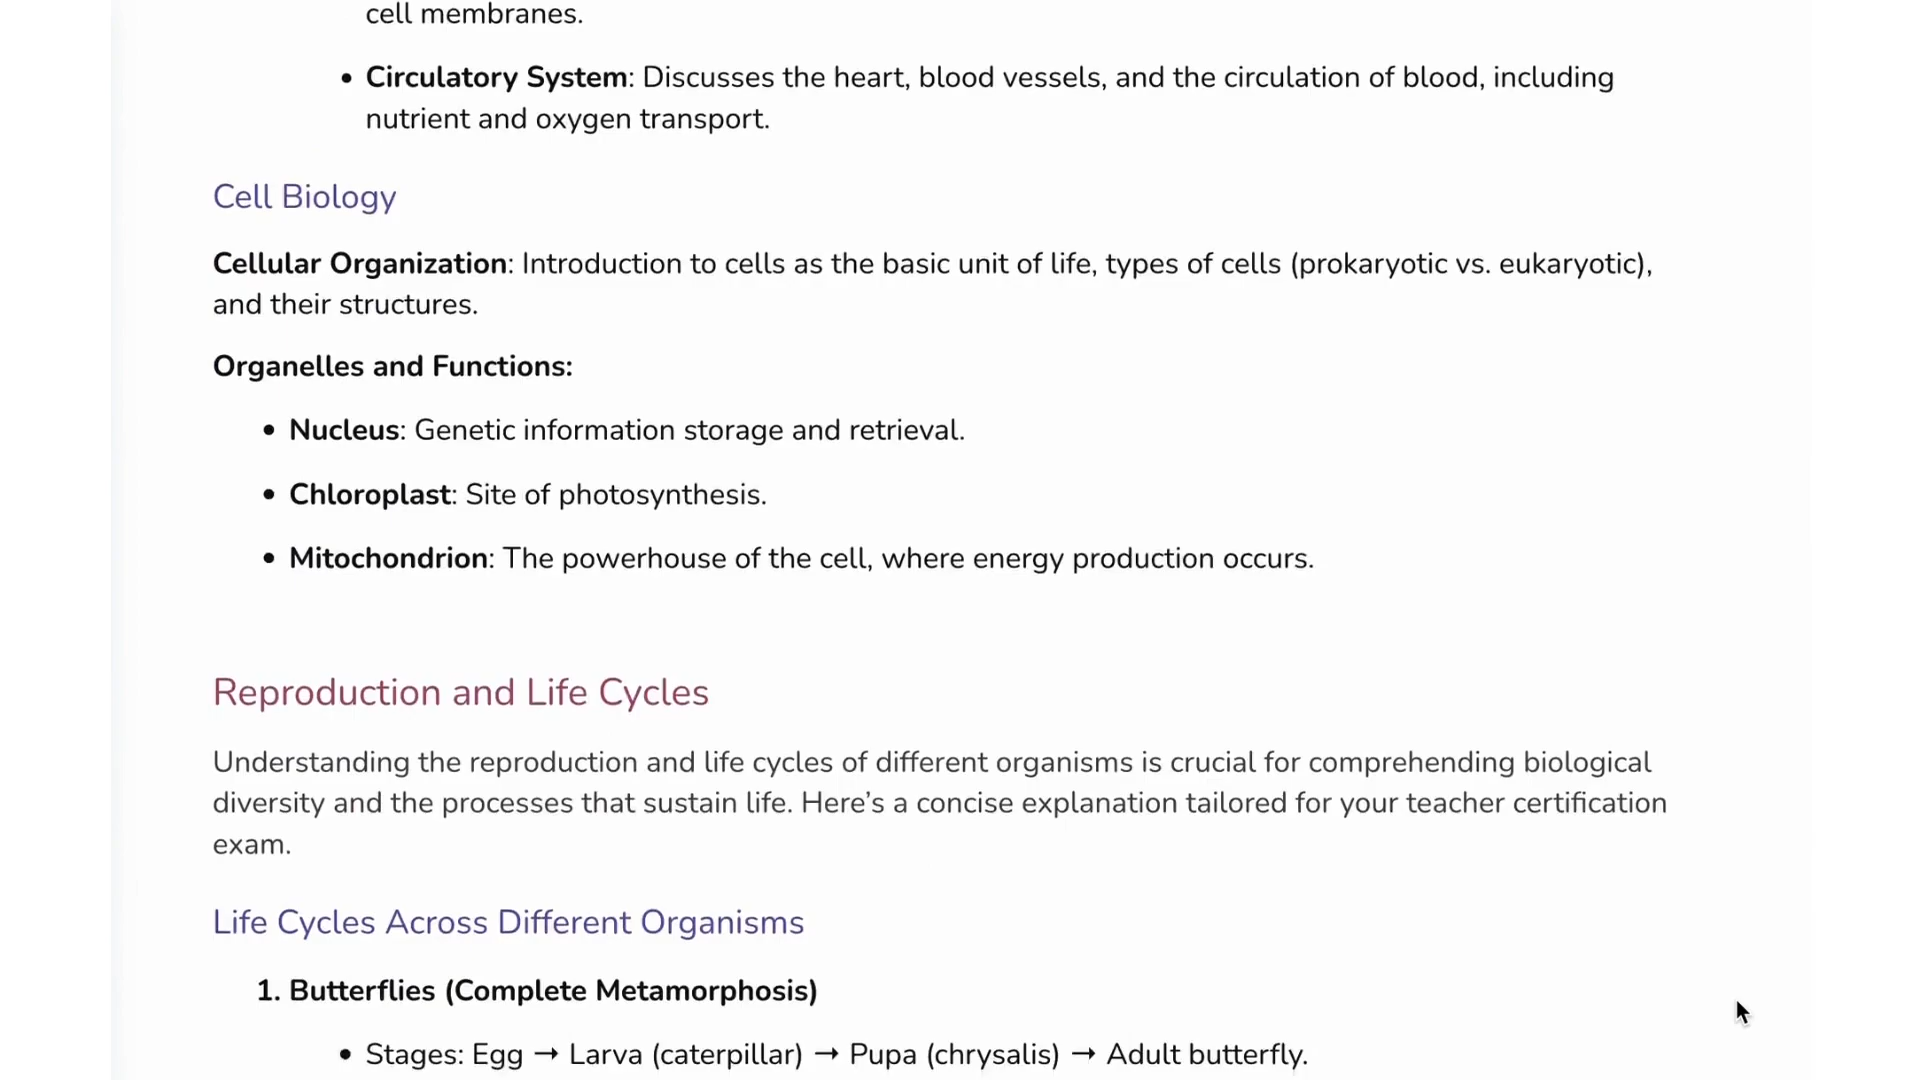 cell membranes.
• Circulatory System: Discusses the heart, blood vessels, and the circulation of blood, including
nutrient and oxygen transport.
Cell Biology
Cellular Organization: Introduction to cells as the basic unit of life, types of cells (prokaryotic vs. eukaryotic),
and their structures.
Organelles and Functions:
• Nucleus: Genetic information storage and retrieval.
• Chloroplast: Site of photosynthesis.
• Mitochondrion: The powerhouse of the cell, where energy production occurs.
Reproduction and Life Cycles
Understanding the reproduction and life cycles of different organisms is crucial for comprehending biological
diversity and the processes that sustain life. Here’s a concise explanation tailored for your teacher certification
exam.
Life Cycles Across Different Organisms
1. Butterflies (Complete Metamorphosis)
• Stages: Egg → Larva (caterpillar) → Pupa (chrysalis) → Adult butterfly.